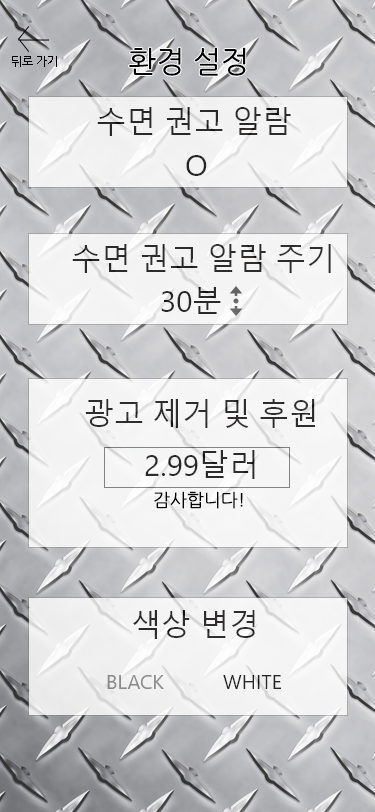 뒤로 가기
환경 설정
수면 권고 알람
O
수면 권고 알람 주기
30분
광고 제거 및 후원
2.99달러
감사합니다!
색상 변경
BLACK WHITE